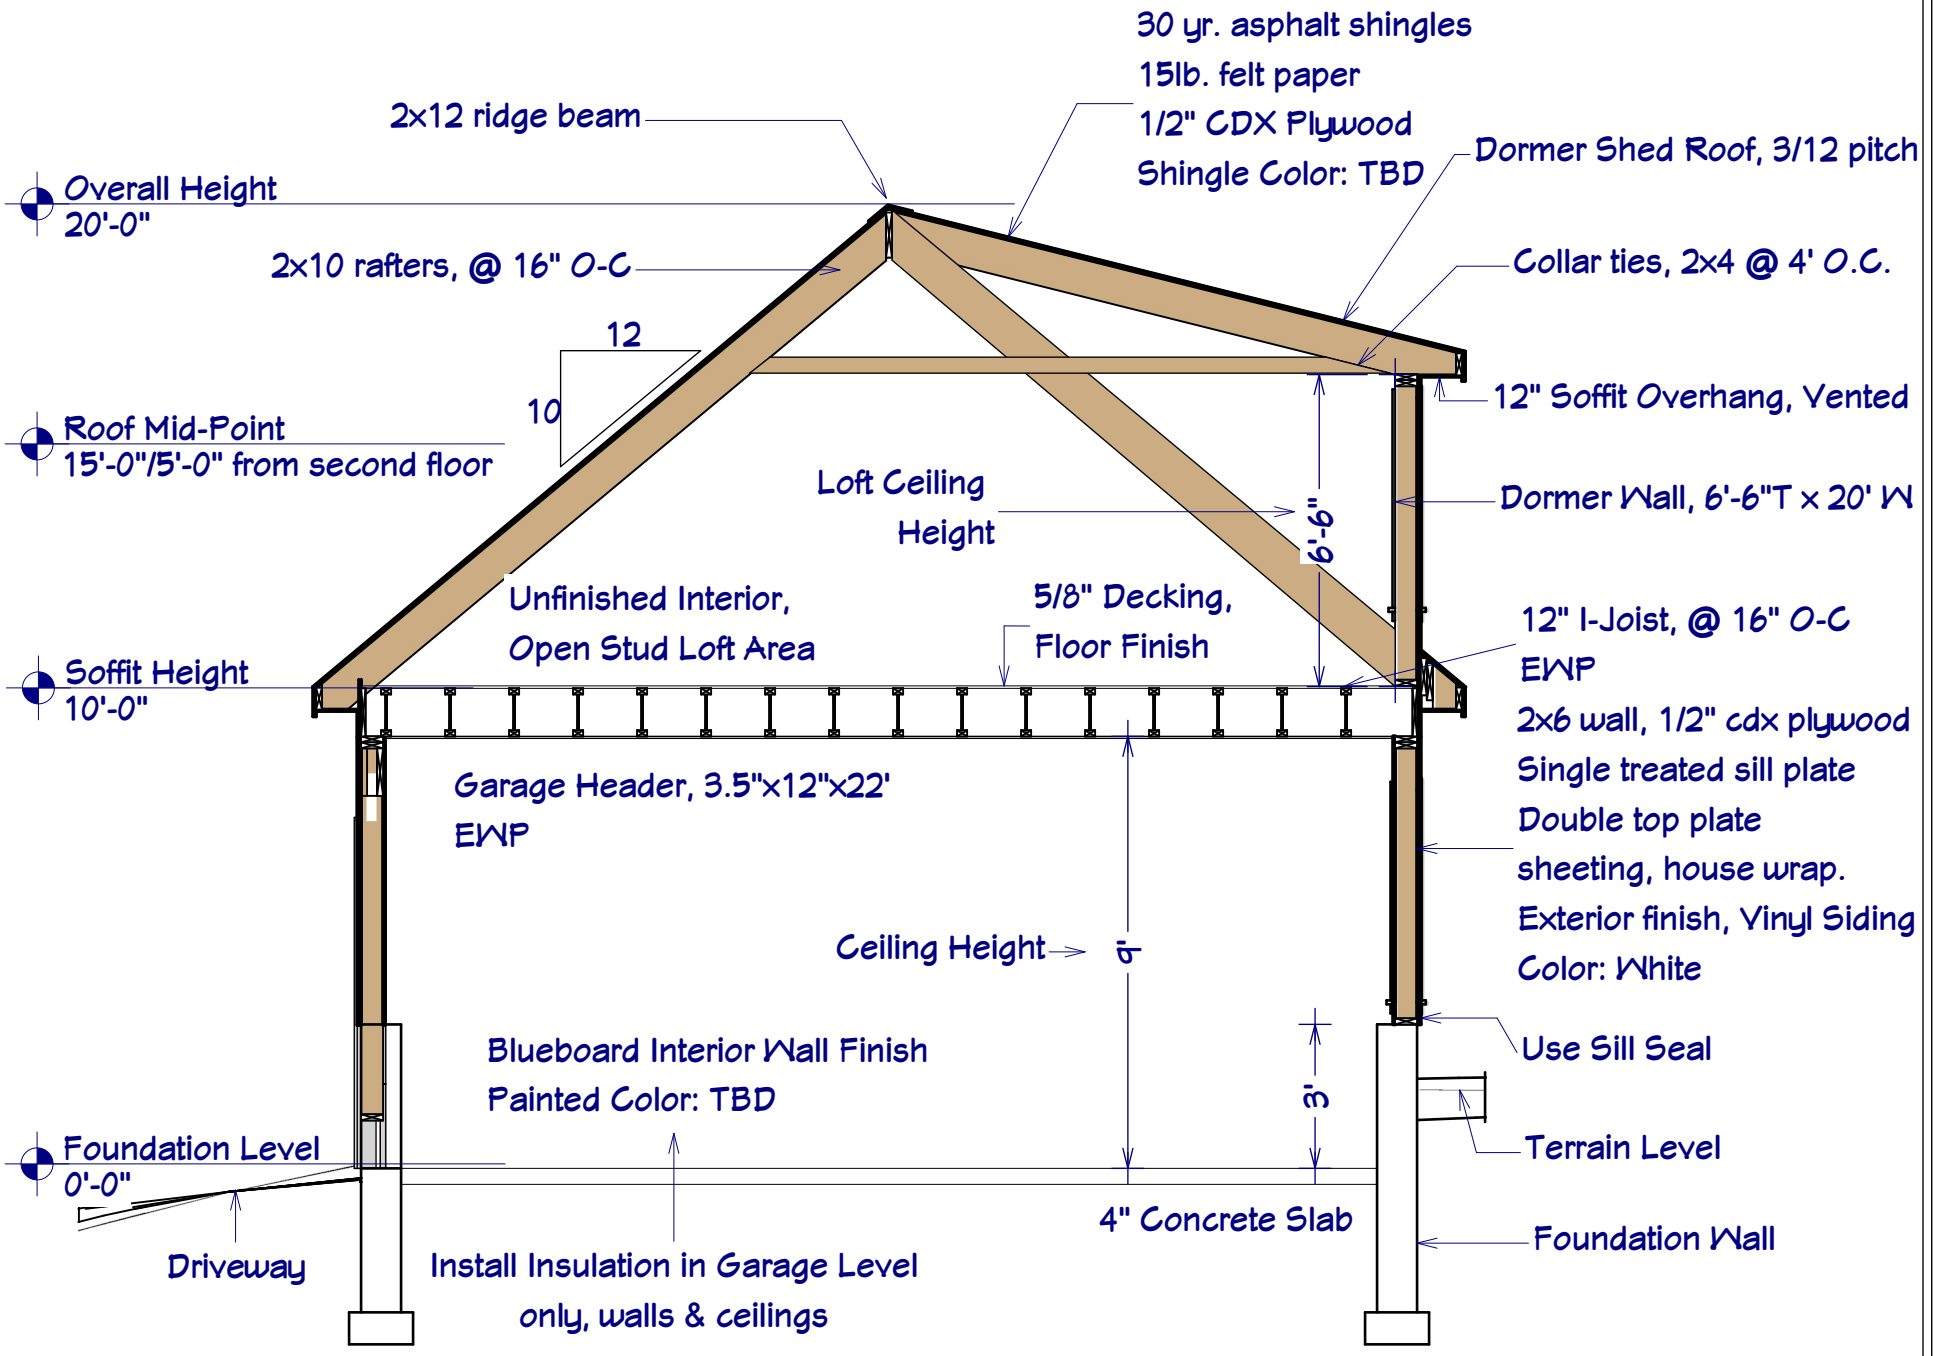 30 yr. asphalt shingles
15lb. felt paper
1/2" CDX Plywood
Shingle Color: TBD
2x12 ridge beam
Dormer Shed Roof, 3/12 pitch
Overall Height
20'-0"
2x10 rafters, @ 16" O-C
Collar ties, 2x4 @ 4' O.C.
12
10
12" Soffit Overhang, Vented
Roof Mid-Point
15'-0"/5'-0" from second floor
Loft Ceiling
Height
6'-6"
Dormer Wall, 6'-6"T x 20' W
Unfinished Interior,
Open Stud Loft Area
5/8" Decking,
Floor Finish
12" I-Joist, @ 16" O-C
EWP
Soffit Height
10'-0"
2x6 wall, 1/2" cdx plywood
Single treated sill plate
Double top plate
sheeting, house wrap.
Exterior finish, Vinyl Siding
Color: White
Garage Header, 3.5"x12"x22'
EWP
Ceiling Height
9'
Blueboard Interior Wall Finish
Painted Color: TBD
3'
Use Sill Seal
Terrain Level
Foundation Level
0'-0"
4" Concrete Slab
Foundation Wall
Driveway
Install Insulation in Garage Level
only, walls & ceilings